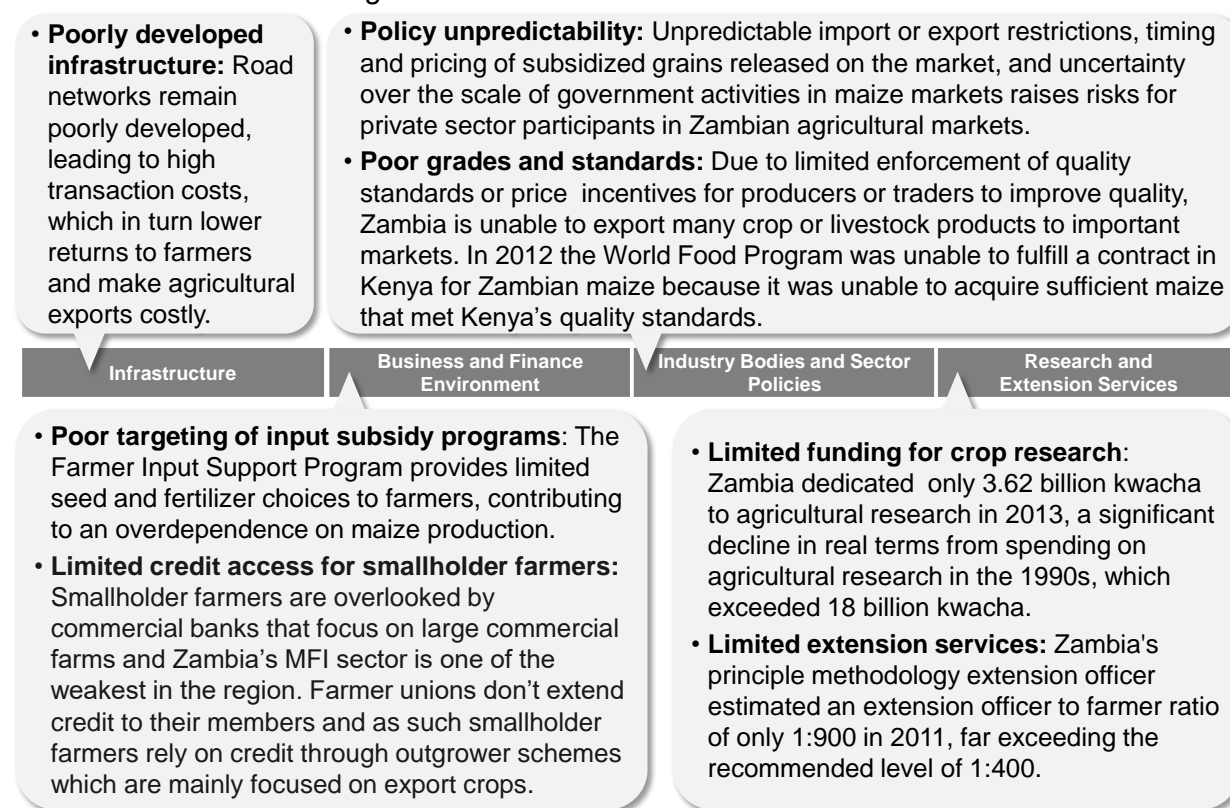 • Poorly developed
infrastructure: Road
networks remain
poorly developed,
leading to high
transaction costs,
which in turn lower
returns to farmers
and make agricultural
exports costly.
• Policy unpredictability: Unpredictable import or export restrictions, timing
and pricing of subsidized grains released on the market, and uncertainty
over the scale of government activities in maize markets raises risks for
private sector participants in Zambian agricultural markets.
• Poor grades and standards: Due to limited enforcement of quality
standards or price incentives for producers or traders to improve quality,
Zambia is unable to export many crop or livestock products to important
markets. In 2012 the World Food Program was unable to fulfill a contract in
Kenya for Zambian maize because it was unable to acquire sufficient maize
that met Kenya's quality standards.
Infrastructure
Business and Finance
Environment
Industry Bodies and Sector
Policies
Research and
Extension Services
• Poor targeting of input subsidy programs: The
Farmer Input Support Program provides limited
seed and fertilizer choices to farmers, contributing
to an overdependence on maize production.
• Limited credit access for smallholder farmers:
Smallholder farmers are overlooked by
commercial banks that focus on large commercial
farms and Zambia's MFI sector is one of the
weakest in the region. Farmer unions don't extend
credit to their members and as such smallholder
farmers rely on credit through outgrower schemes
which are mainly focused on export crops.
• Limited funding for crop research:
Zambia dedicated only 3.62 billion kwacha
to agricultural research in 2013, a significant
decline in real terms from spending on
agricultural research in the 1990s, which
exceeded 18 billion kwacha.
• Limited extension services: Zambia's
principle methodology extension officer
estimated an extension officer to farmer ratio
of only 1:900 in 2011, far exceeding the
recommended level of 1:400.